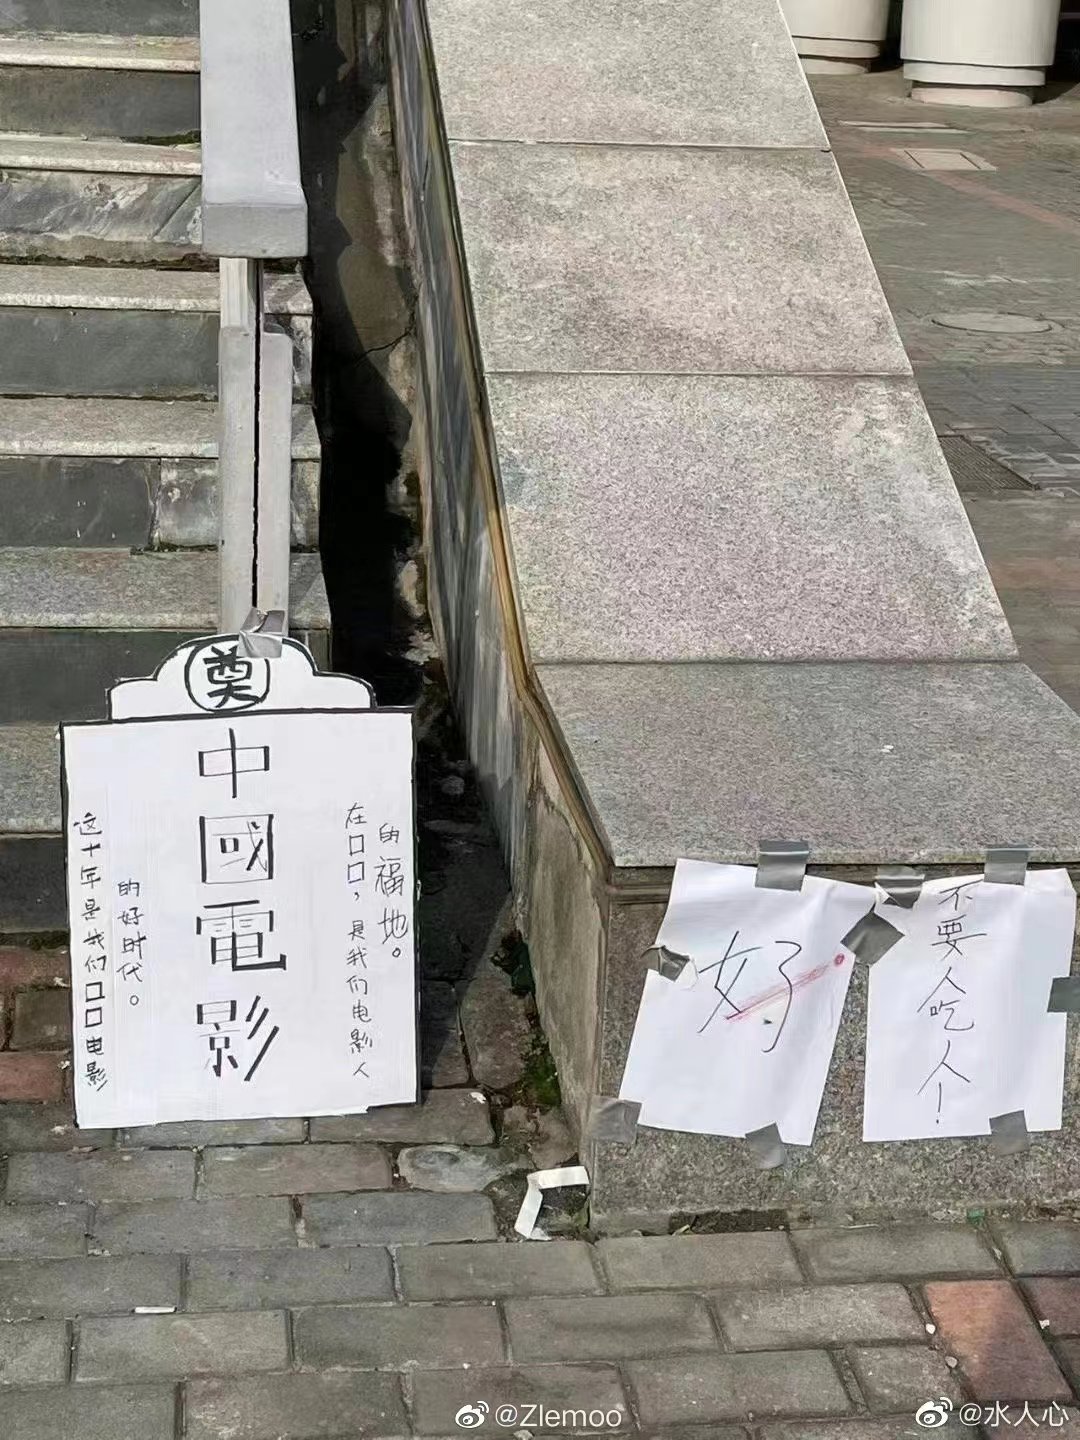 奠
中國電影
在口口，是我们电影人
的福地。
这十年是我们口口电影
的好时代。
好
不要人吃人！
@Zlemoo
@水人心